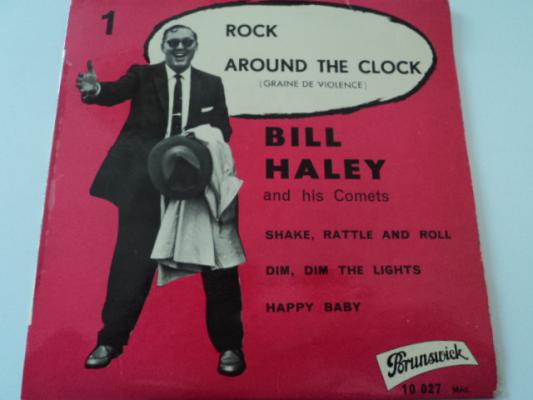 1
ROCK
AROUND THE CLOCK
(GRAINE DE VIOLENCE)
BILL
HALEY
and his Comets
SHAKE, RATTLE AND ROLL
DIM, DIM THE LIGHTS
HAPPY BABY
Brunswick
10 027